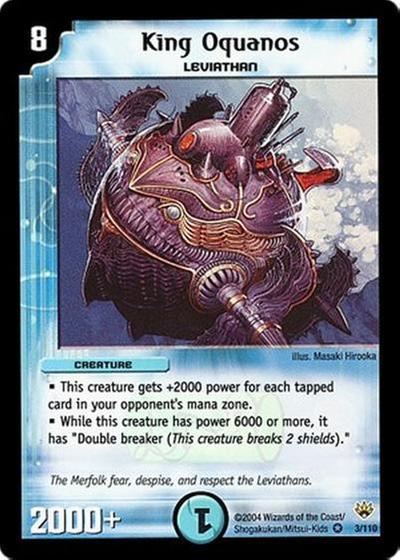 8
King Oquanos
LEVIATHAN
illus. Masaki Hirooka
CREATURE
▪ This creature gets +2000 power for each tapped
card in your opponent's mana zone.
▪ While this creature has power 6000 or more, it
has "Double breaker (This creature breaks 2 shields)."
The Merfolk fear, despise, and respect the Leviathans.
2000+
1
©2004 Wizards of the Coast/
Shogakukan/Mitsui-Kids ✪ 3/110